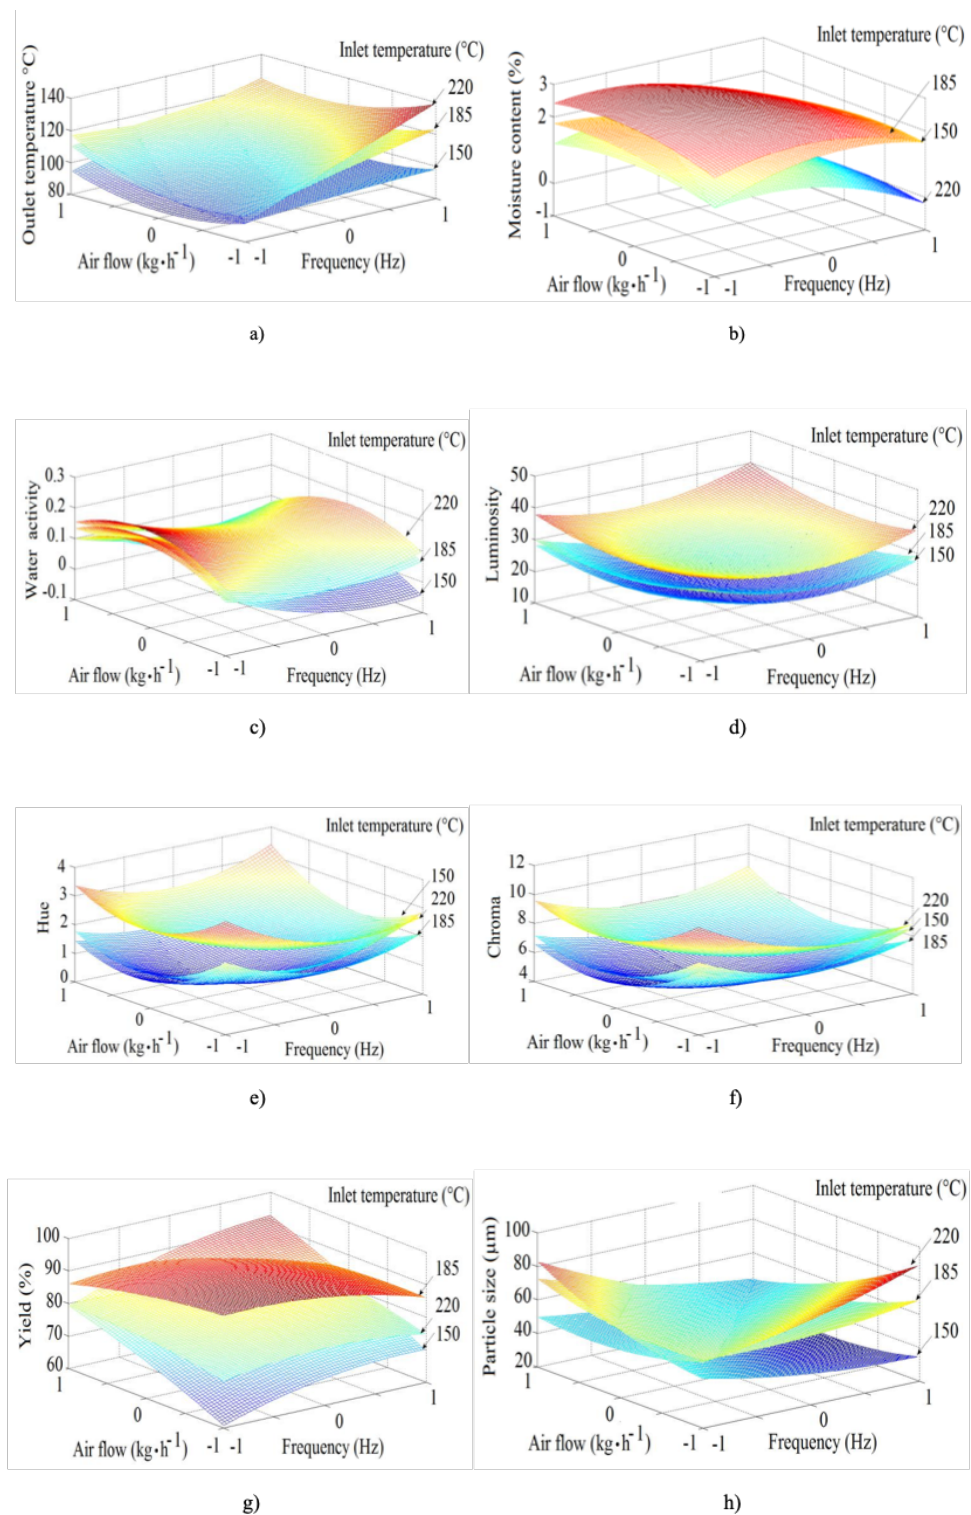 Inlet temperature (°C)
220
185
150
Outlet temperature °C)
140
120
100
80
1
0
-1 -1
0
1
Air flow (kg•h-1)
Frequency (Hz)
a)
Inlet temperature (°C)
185
150
220
Moisture content (%)
3
2
0
-1
1
0
-1 -1
0
1
Air flow (kg•h-1)
Frequency (Hz)
b)
Inlet temperature (°C)
220
185
150
Water activity
0.3
0.2
0.1
0
-0.1
1
0
-1 -1
0
1
Air flow (kg•h-1)
Frequency (Hz)
c)
Inlet temperature (°C)
220
185
150
Luminosity
50
40
30
20
10
1
0
-1 -1
0
1
Air flow (kg•h-1)
Frequency (Hz)
d)
Inlet temperature (°C)
150
220
185
Hue
4
3
2
1
0
1
0
-1 -1
0
1
Air flow (kg•h-1)
Frequency (Hz)
e)
Inlet temperature (°C)
220
150
185
Chroma
12
10
8
6
4
1
0
-1 -1
0
1
Air flow (kg•h-1)
Frequency (Hz)
f)
Inlet temperature (°C)
185
220
150
Yield (%)
100
90
80
70
60
1
0
-1 -1
0
1
Air flow (kg•h-1)
Frequency (Hz)
g)
Inlet temperature (°C)
220
185
150
Particle size (µm)
100
80
60
40
20
1
0
-1 -1
0
1
Air flow (kg•h-1)
Frequency (Hz)
h)